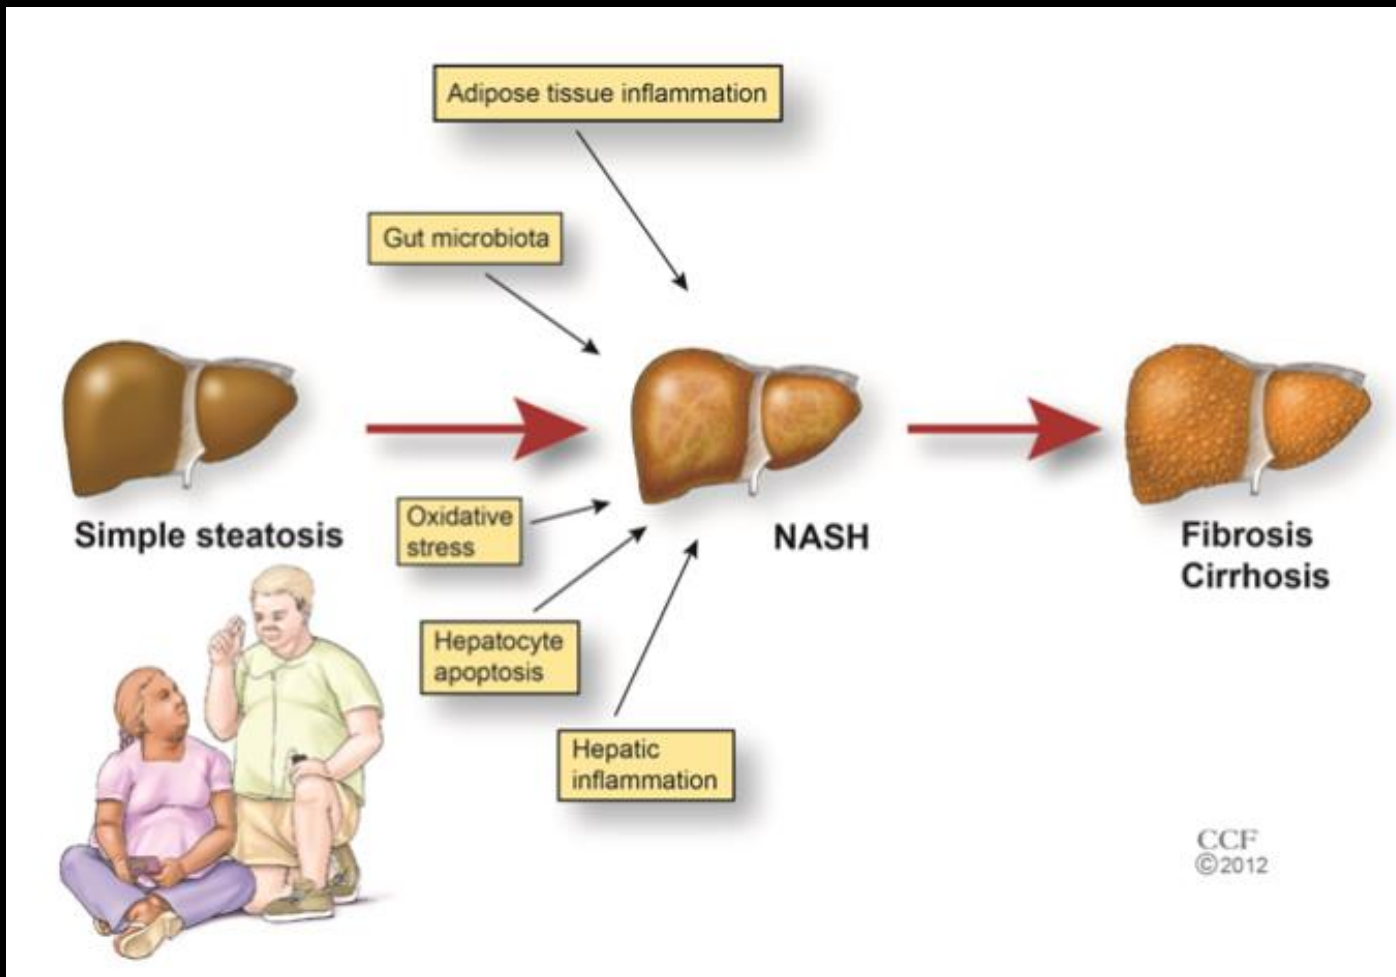 Adipose tissue inflammation
Gut microbiota
Simple steatosis
Oxidative
stress
NASH
Fibrosis
Cirrhosis
Hepatocyte
apoptosis
Hepatic
inflammation
CCF
©2012